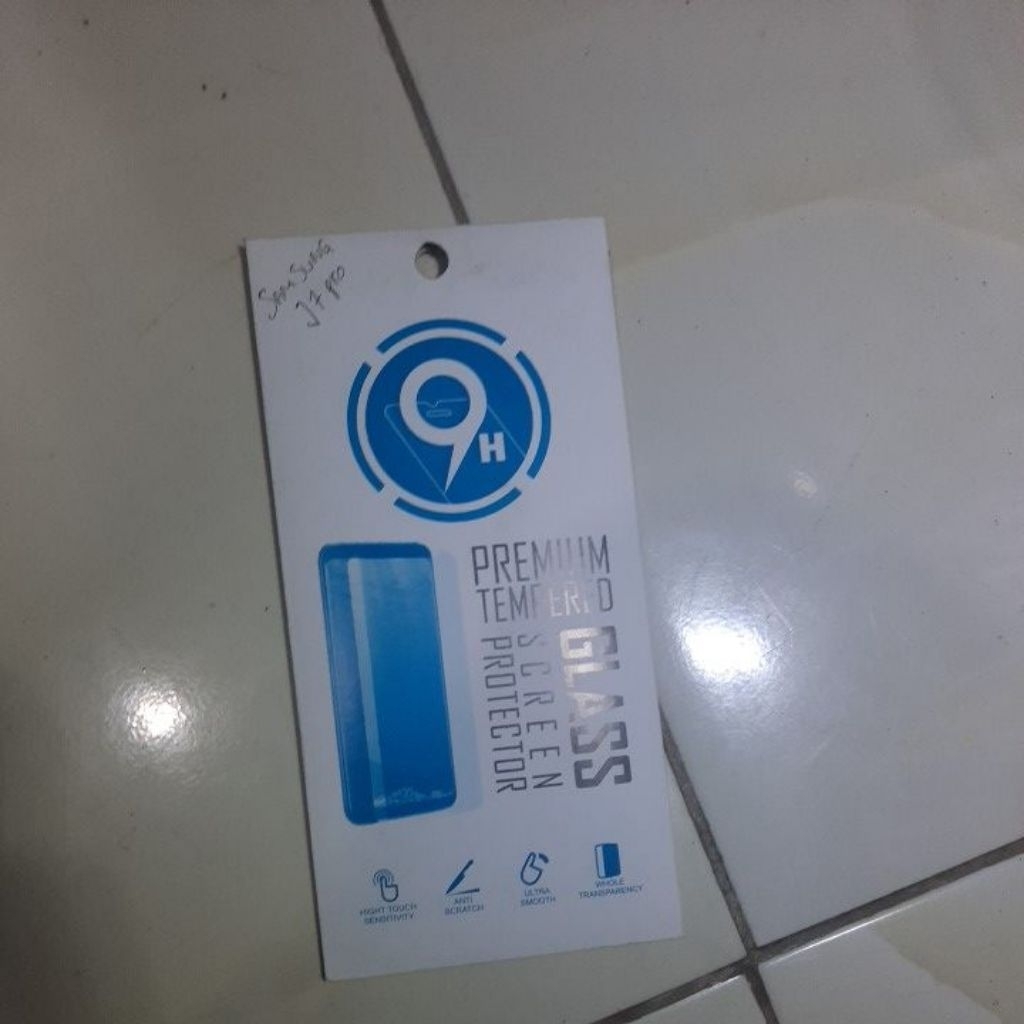 SAMSUNG
J7 pro
9H
PREMIUM
TEMPERED
GLASS
SCREEN
PROTECTOR
HIGHT TOUCH
SENSITIVITY
ANTI
SCRATCH
ULTRA
SMOOTH
WHOLE
TRANSPARENCY